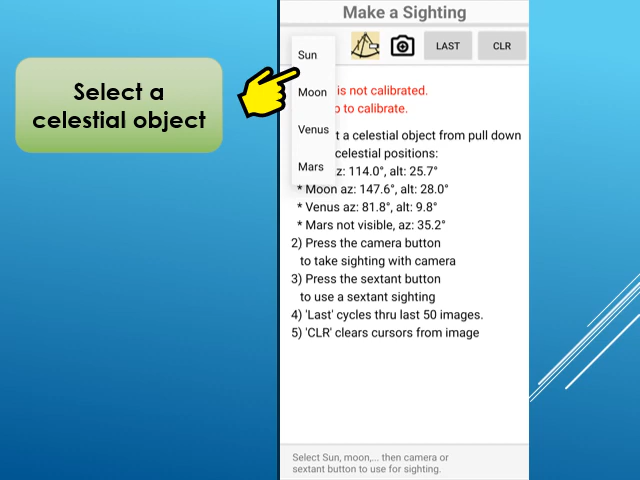 Make a Sighting
Select a
celestial object
Sun
Moon
Venus
Mars
LAST
CLR
is not calibrated.
to calibrate.
a celestial object from pull down
celestial positions:
az: 114.0°, alt: 25.7°
* Moon az: 147.6°, alt: 28.0°
* Venus az: 81.8°, alt: 9.8°
* Mars not visible, az: 35.2°
2) Press the camera button
to take sighting with camera
3) Press the sextant button
to use a sextant sighting
4) 'Last' cycles thru last 50 images.
5) 'CLR' clears cursors from image
Select Sun, moon,... then camera or
sextant button to use for sighting.